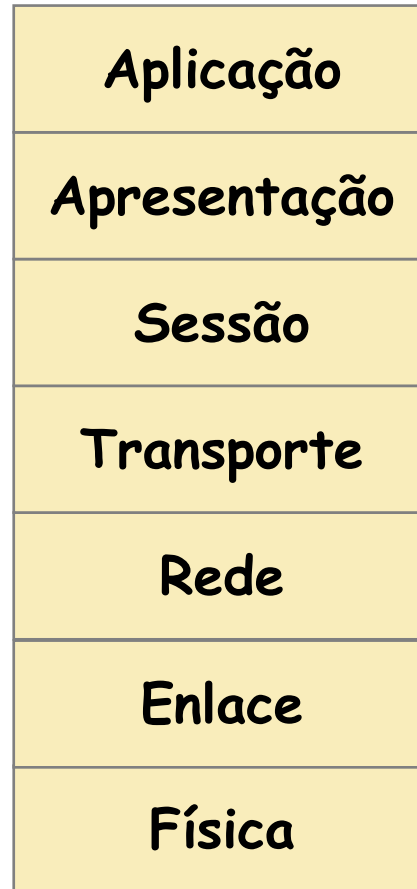 Aplicação
Apresentação
Sessão
Transporte
Rede
Enlace
Física